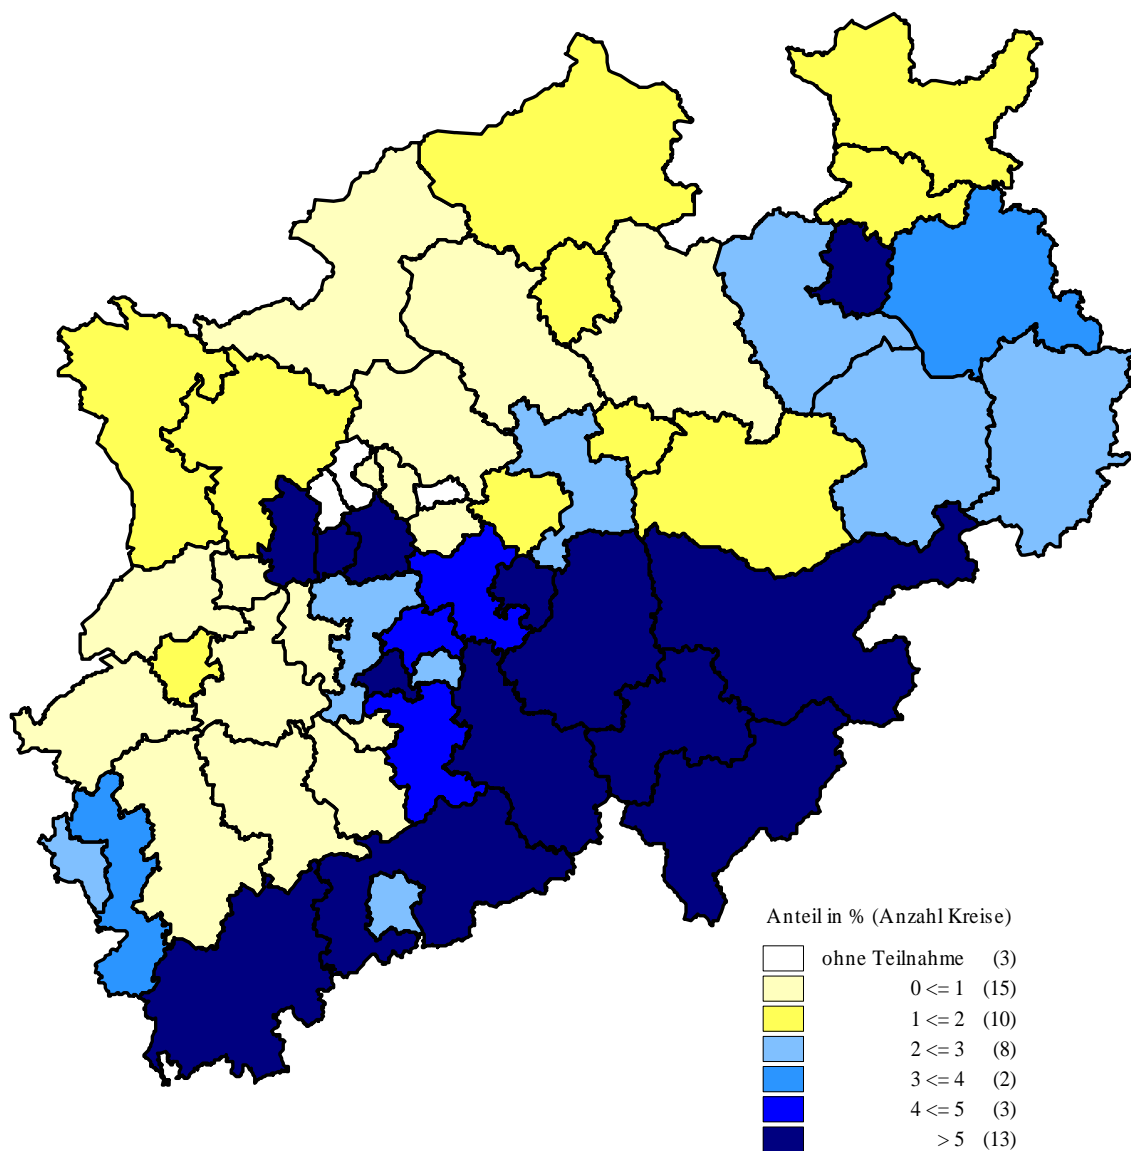 Anteil in % (Anzahl Kreise)
ohne Teilnahme (3)
0 <= 1 (15)
1 <= 2 (10)
2 <= 3 (8)
3 <= 4 (2)
4 <= 5 (3)
> 5 (13)